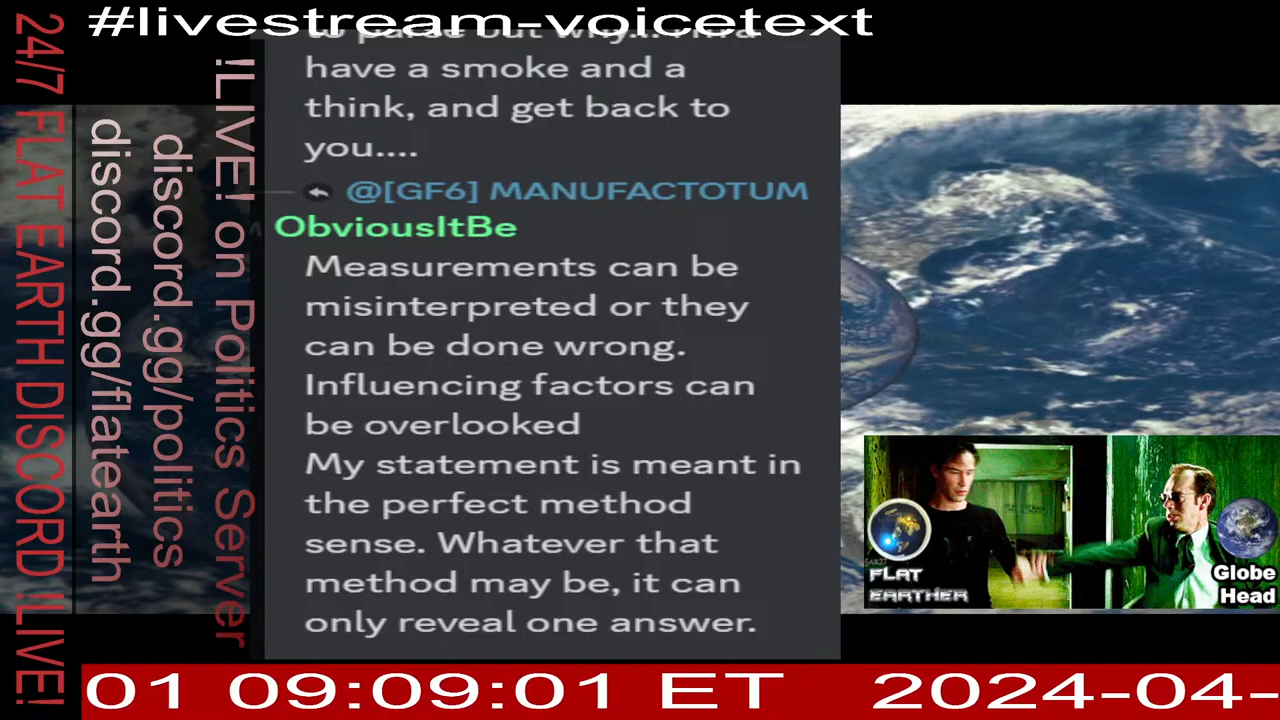 #livestream-voicetext
have a smoke and a
think, and get back to
you....
@[GF6] MANUFACTOTUM
ObviousItBe
Measurements can be
misinterpreted or they
can be done wrong.
Influencing factors can
be overlooked
My statement is meant in
the perfect method
sense. Whatever that
method may be, it can
only reveal one answer.
24/7 FLAT EARTH DISCORD !LIVE!
discord.gg/flatearth
discord.gg/politics
!LIVE! on Politics Server
FLAT
EARTHER
Globe
Head
01 09:09:01 ET 2024-04-